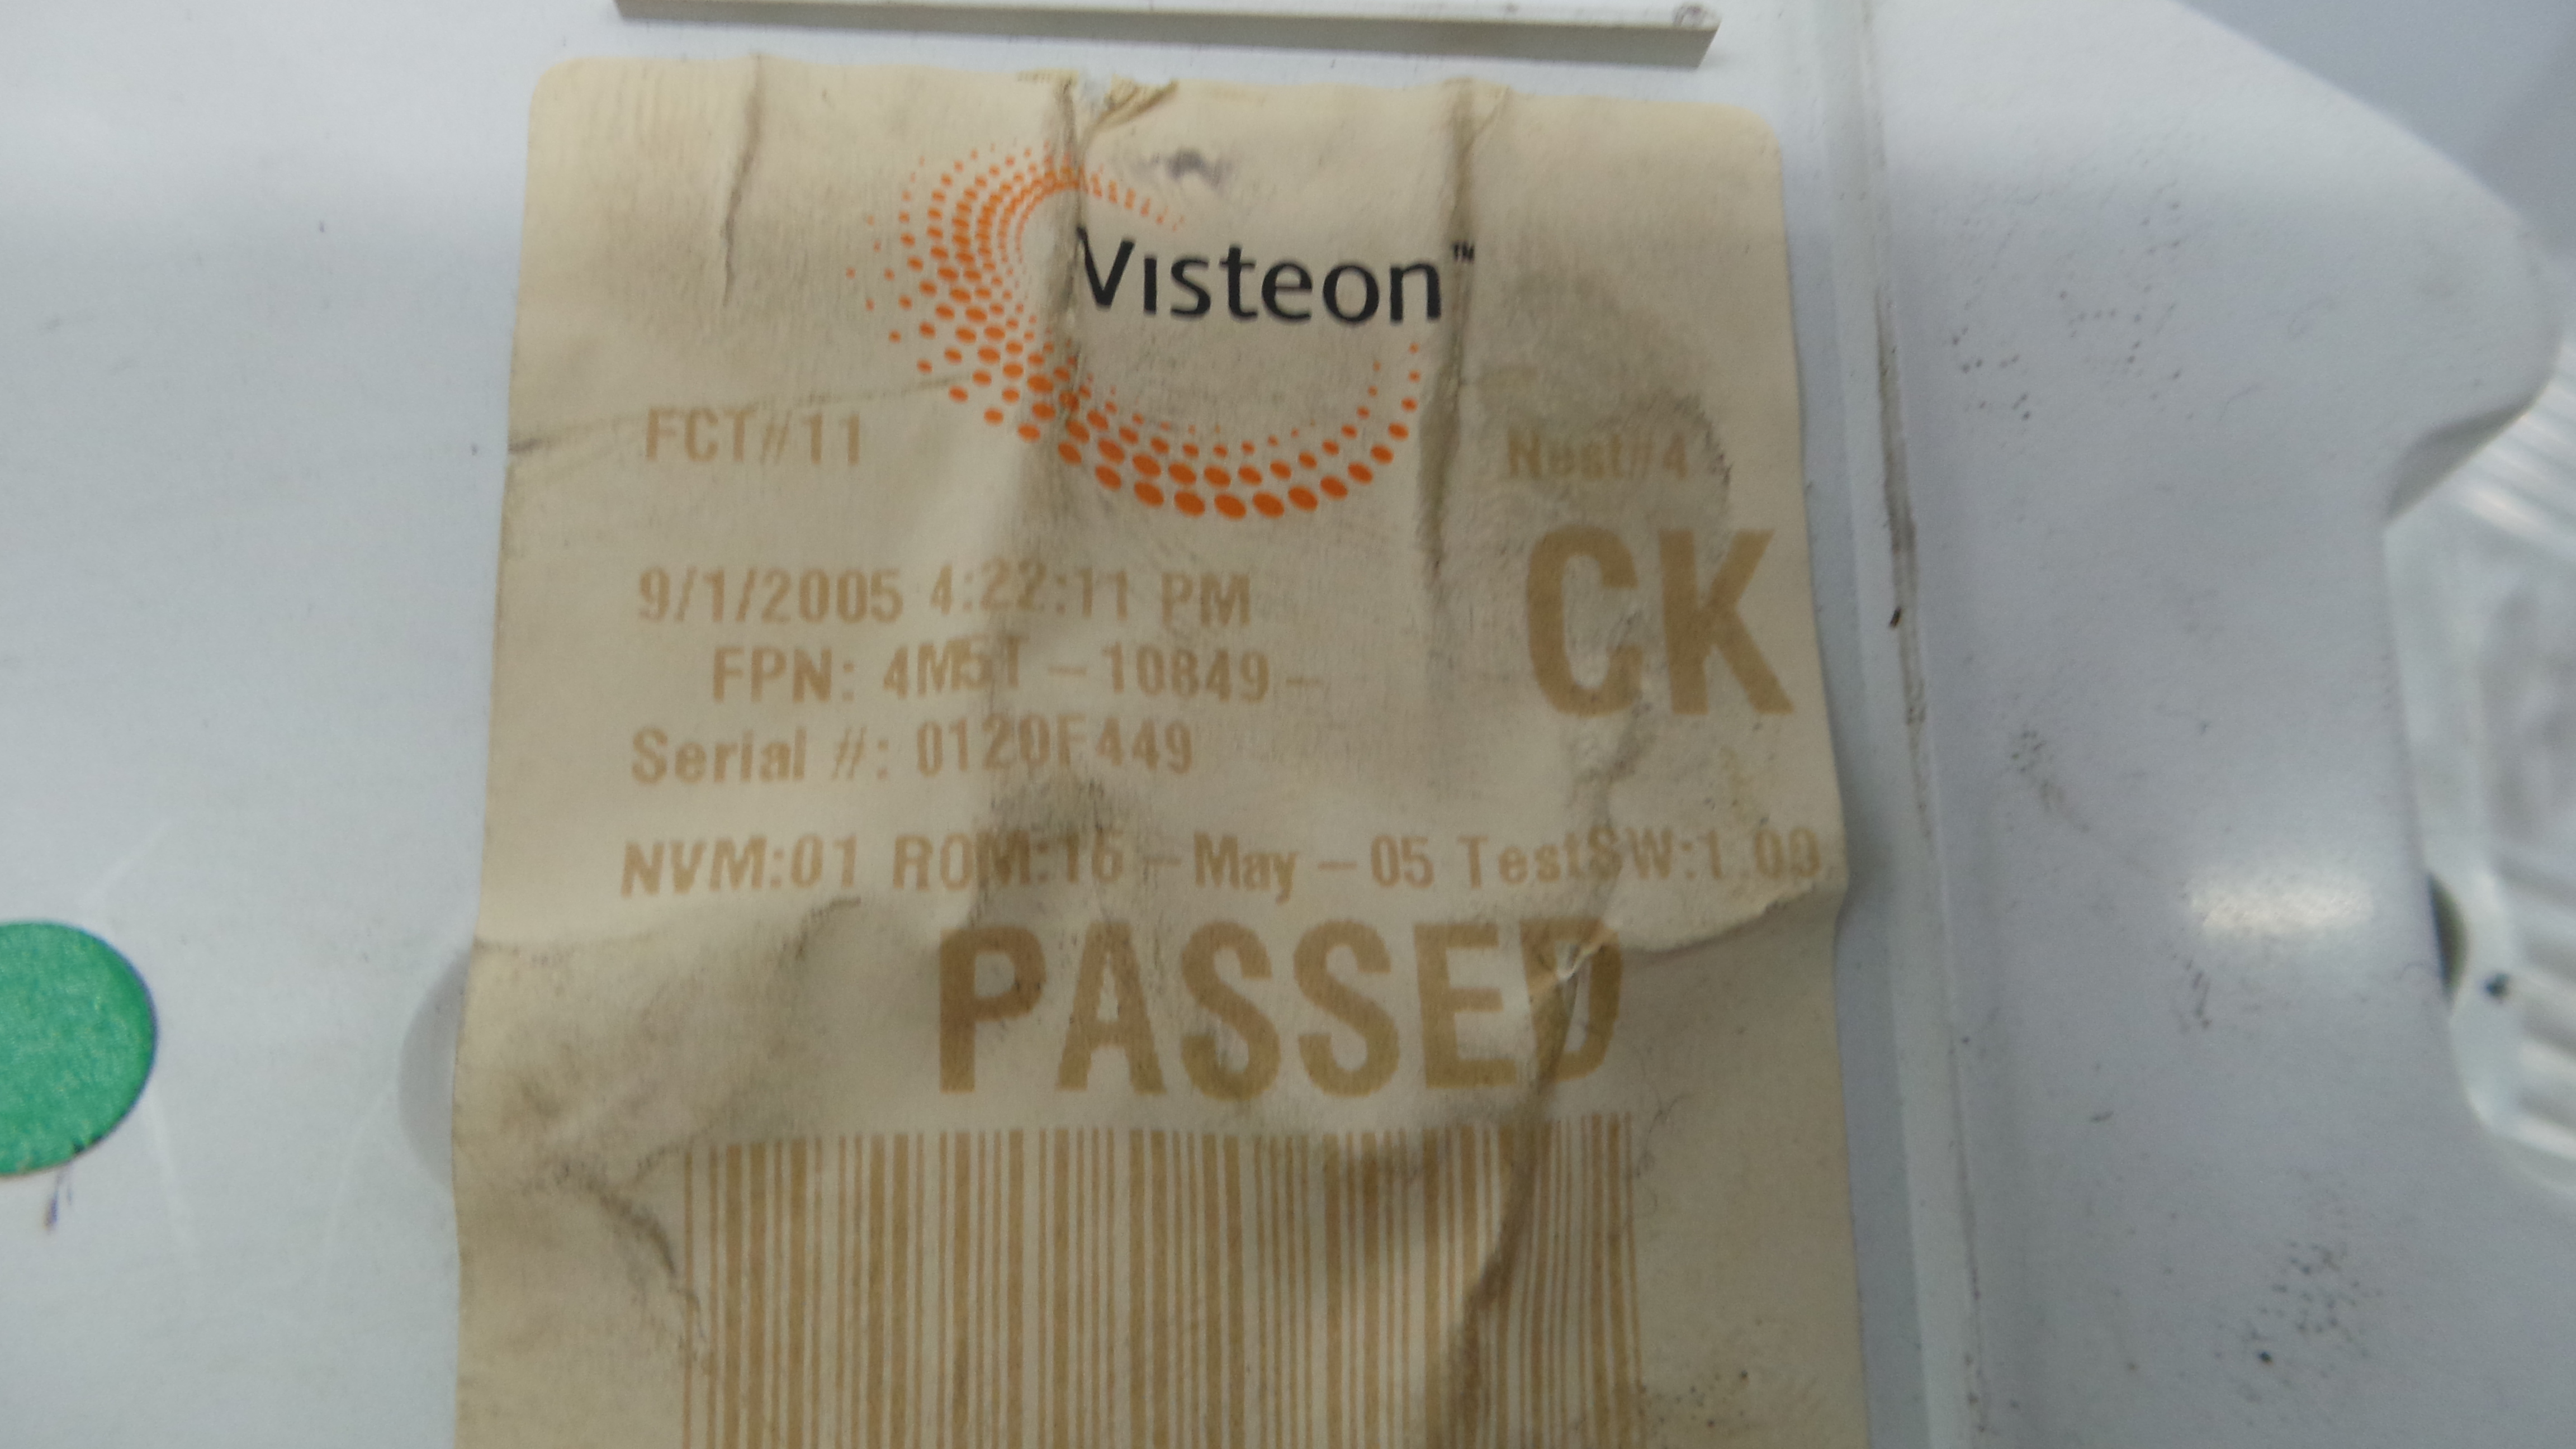 Visteon™
FCT#11 Nest#4
CK
9/1/2005 4:22:11 PM
FPN: 4M5T-10849-
Serial #: 0120F449
NVM:01 ROM:16-May-05 TestSW:1.00
PASSED